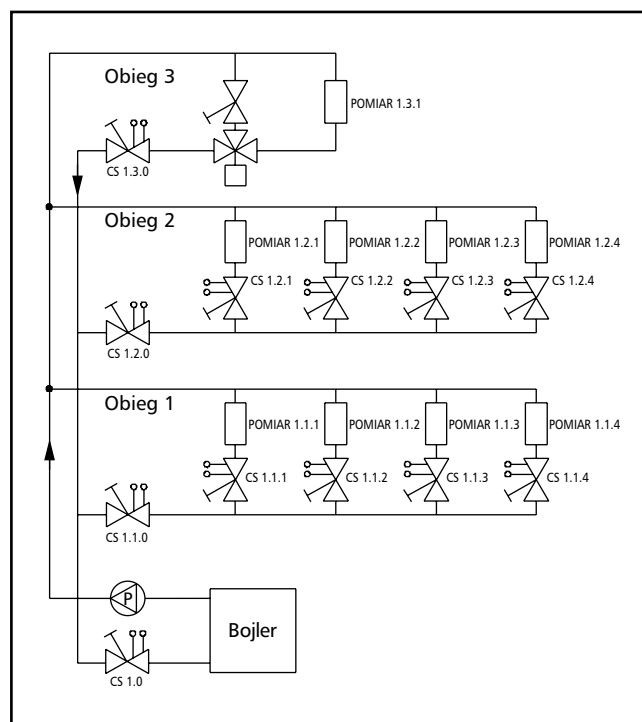 Obieg 3
POMIAR 1.3.1
CS 1.3.0
Obieg 2
POMIAR 1.2.1
POMIAR 1.2.2
POMIAR 1.2.3
POMIAR 1.2.4
CS 1.2.1
CS 1.2.2
CS 1.2.3
CS 1.2.4
CS 1.2.0
Obieg 1
POMIAR 1.1.1
POMIAR 1.1.2
POMIAR 1.1.3
POMIAR 1.1.4
CS 1.1.1
CS 1.1.2
CS 1.1.3
CS 1.1.4
CS 1.1.0
P
Bojler
CS 1.0